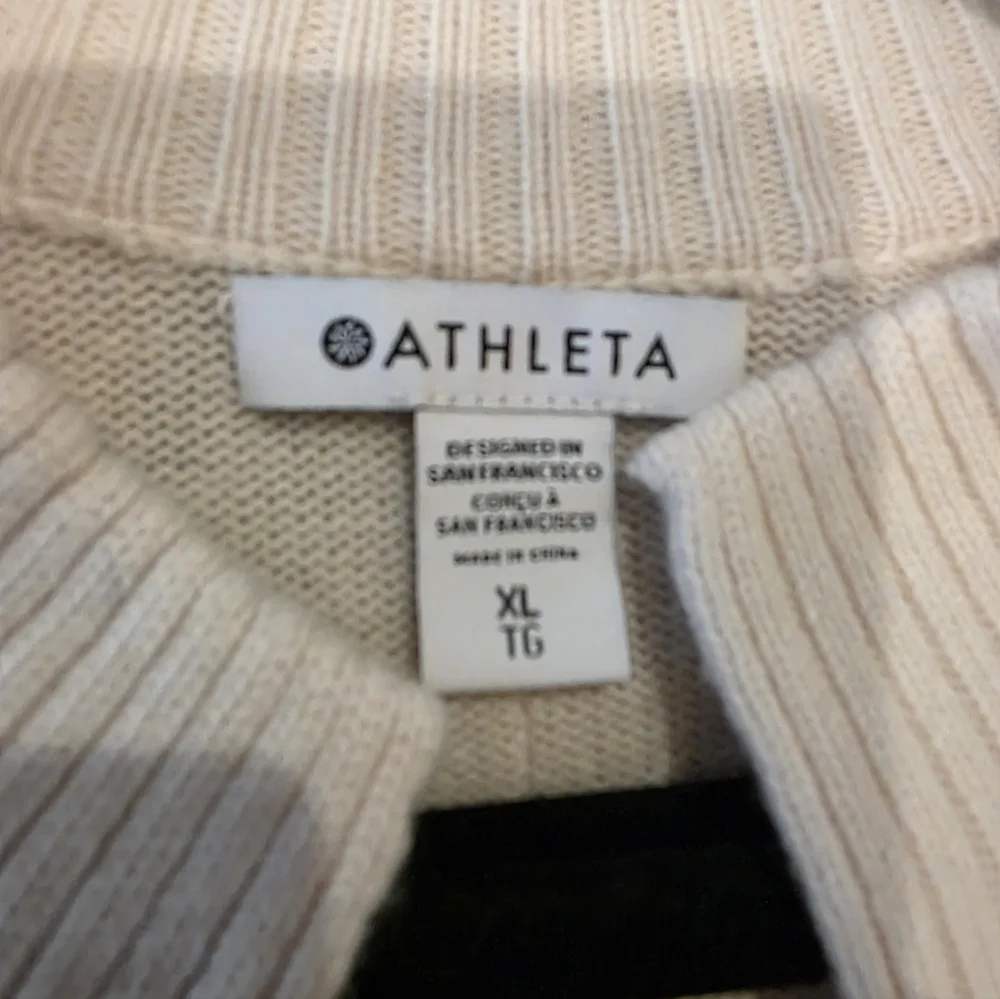 ATHLETA
DESIGNED IN
SAN FRANCISCO
CONÇU À
SAN FRANCISCO
MADE IN CHINA
XL
TG